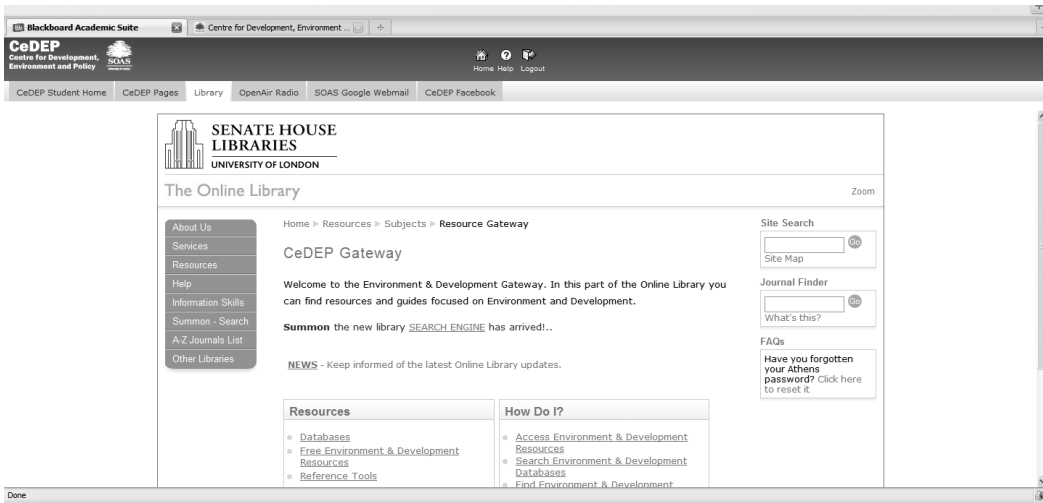 Blackboard Academic Suite
Centre for Development, Environment ...
CeDEP
Centre for Development,
Environment and Policy
SOAS
Home Help Logout
CeDEP Student Home CeDEP Pages Library OpenAir Radio SOAS Google Webmail CeDEP Facebook
SENATE HOUSE
LIBRARIES
UNIVERSITY OF LONDON
The Online Library
Zoom
About Us
Services
Resources
Help
Information Skills
Summon - Search
A-Z Journals List
Other Libraries
Home Resources Subjects Resource Gateway
CeDEP Gateway
Welcome to the Environment & Development Gateway. In this part of the Online Library you
can find resources and guides focused on Environment and Development.
Summon the new library SEARCH ENGINE has arrived!..
NEWS - Keep informed of the latest Online Library updates.
Resources
Databases
Free Environment & Development
Resources
Reference Tools
How Do I?
Access Environment & Development
Resources
Search Environment & Development
Databases
Find Environment & Development
Site Search
Go
Site Map
Journal Finder
Go
What's this?
FAQs
Have you forgotten
your Athens
password? Click here
to reset it
Done